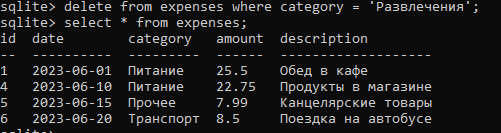 sqlite> delete from expenses where category = 'Развлечения';
sqlite> select * from expenses;
id  date        category   amount  description
--  ----------  ---------  ------  -------------------
1   2023-06-01  Питание    25.5    Обед в кафе
4   2023-06-10  Питание    22.75   Продукты в магазине
5   2023-06-15  Прочее     7.99    Канцелярские товары
6   2023-06-20  Транспорт  8.5     Поездка на автобусе
sqlite>